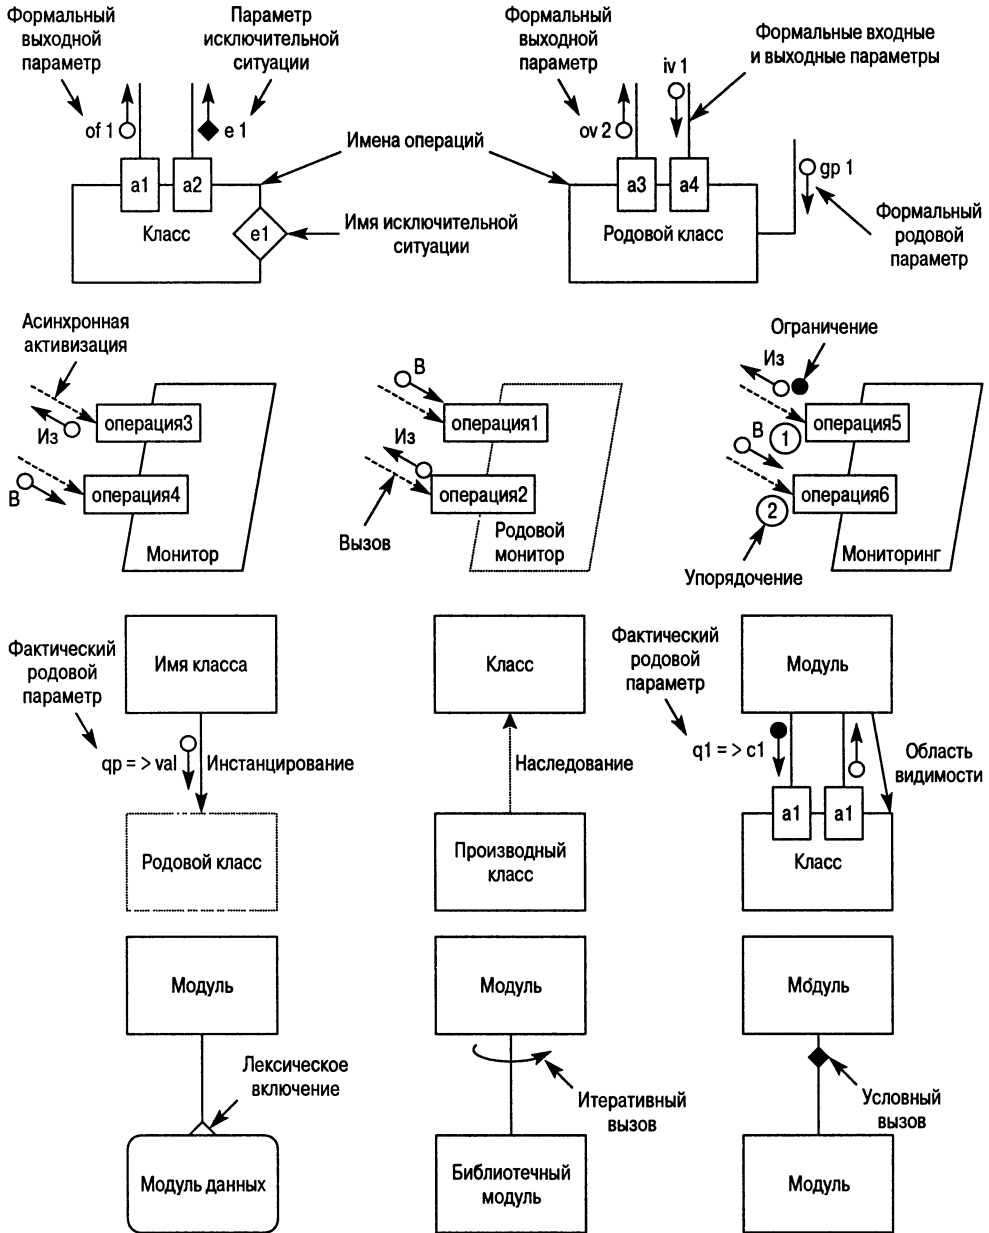 Формальный
выходной
параметр
of 1
Параметр
исключительной
ситуации
e 1
a1
a2
Класс
e1
Имена операций
Имя исключительной
ситуации
Формальный
выходной
параметр
ov 2
iv 1
Формальные входные
и выходные параметры
a3
a4
Родовой класс
gp 1
Формальный
родовой
параметр
Асинхронная
активизация
операция3
Из
В
операция4
Монитор
В
операция1
Из
операция2
Вызов
Родовой
монитор
Ограничение
Из
операция5
В
1
операция6
2
Мониторинг
Упорядочение
Фактический
родовой
параметр
Имя класса
qp = > val
Инстанцирование
Родовой класс
Класс
Наследование
Производный
класс
Фактический
родовой
параметр
Модуль
q1 = > c1
Область
видимости
a1
a1
Класс
Модуль
Лексическое
включение
Модуль данных
Модуль
Итеративный
вызов
Библиотечный
модуль
Модуль
Условный
вызов
Модуль